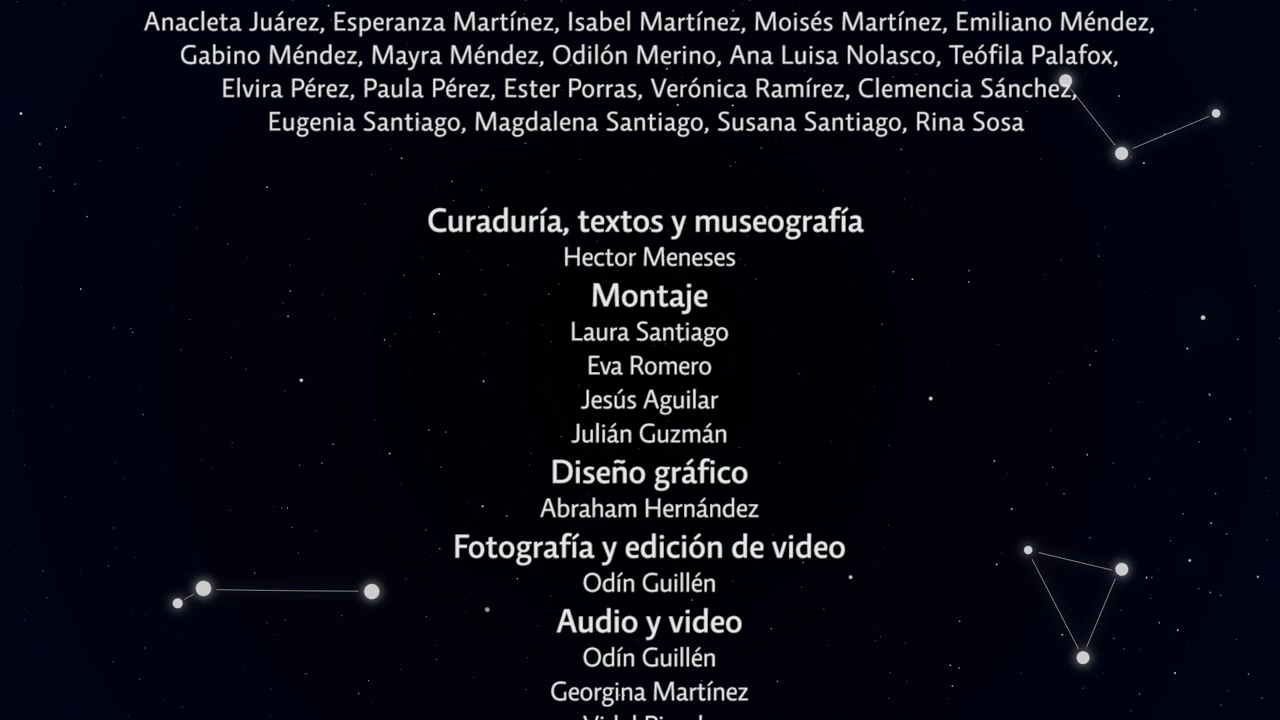 Anacleta Juárez, Esperanza Martínez, Isabel Martínez, Moisés Martínez, Emiliano Méndez,
Gabino Méndez, Mayra Méndez, Odilón Merino, Ana Luisa Nolasco, Teófila Palafox,
Elvira Pérez, Paula Pérez, Ester Porras, Verónica Ramírez, Clemencia Sánchez,
Eugenia Santiago, Magdalena Santiago, Susana Santiago, Rina Sosa
Curaduría, textos y museografía
Hector Meneses
Montaje
Laura Santiago
Eva Romero
Jesús Aguilar
Julián Guzmán
Diseño gráfico
Abraham Hernández
Fotografía y edición de video
Odín Guillén
Audio y video
Odín Guillén
Georgina Martínez